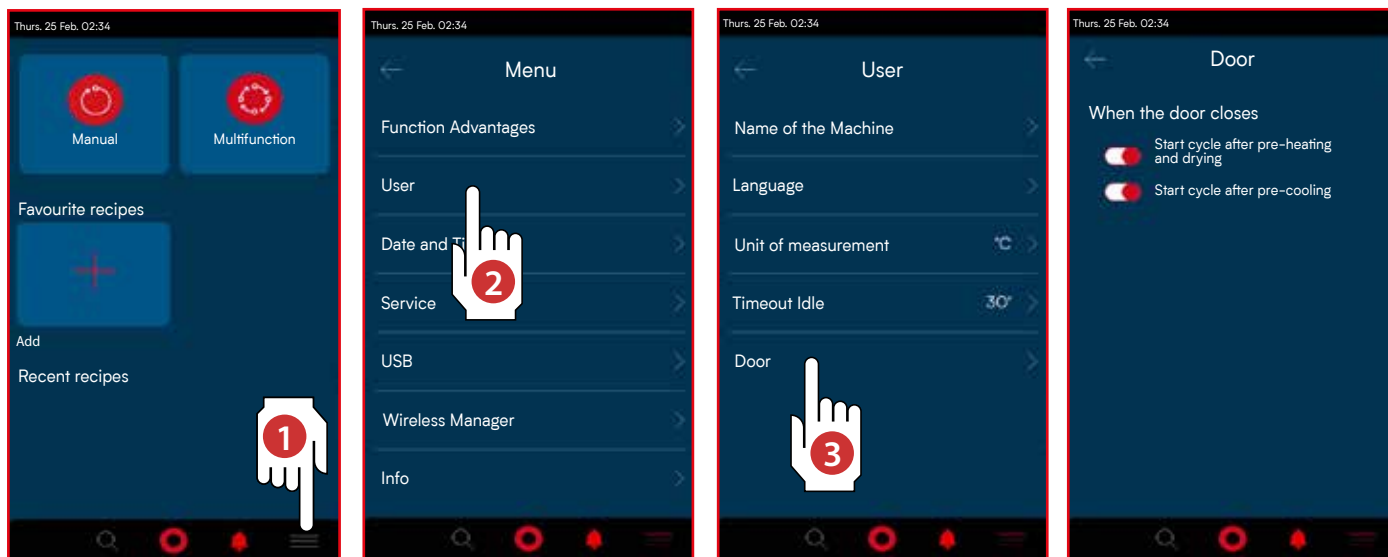 Thurs. 25 Feb. 02:34
Manual
Multifunction
Favourite recipes
Add
Recent recipes
1
Thurs. 25 Feb. 02:34
Menu
Function Advantages
User
Date and Ti
2
Service
USB
Wireless Manager
Info
Thurs. 25 Feb. 02:34
User
Name of the Machine
Language
Unit of measurement °C
Timeout Idle 30"
Door
3
Thurs. 25 Feb. 02:34
Door
When the door closes
Start cycle after pre-heating
and drying
Start cycle after pre-cooling